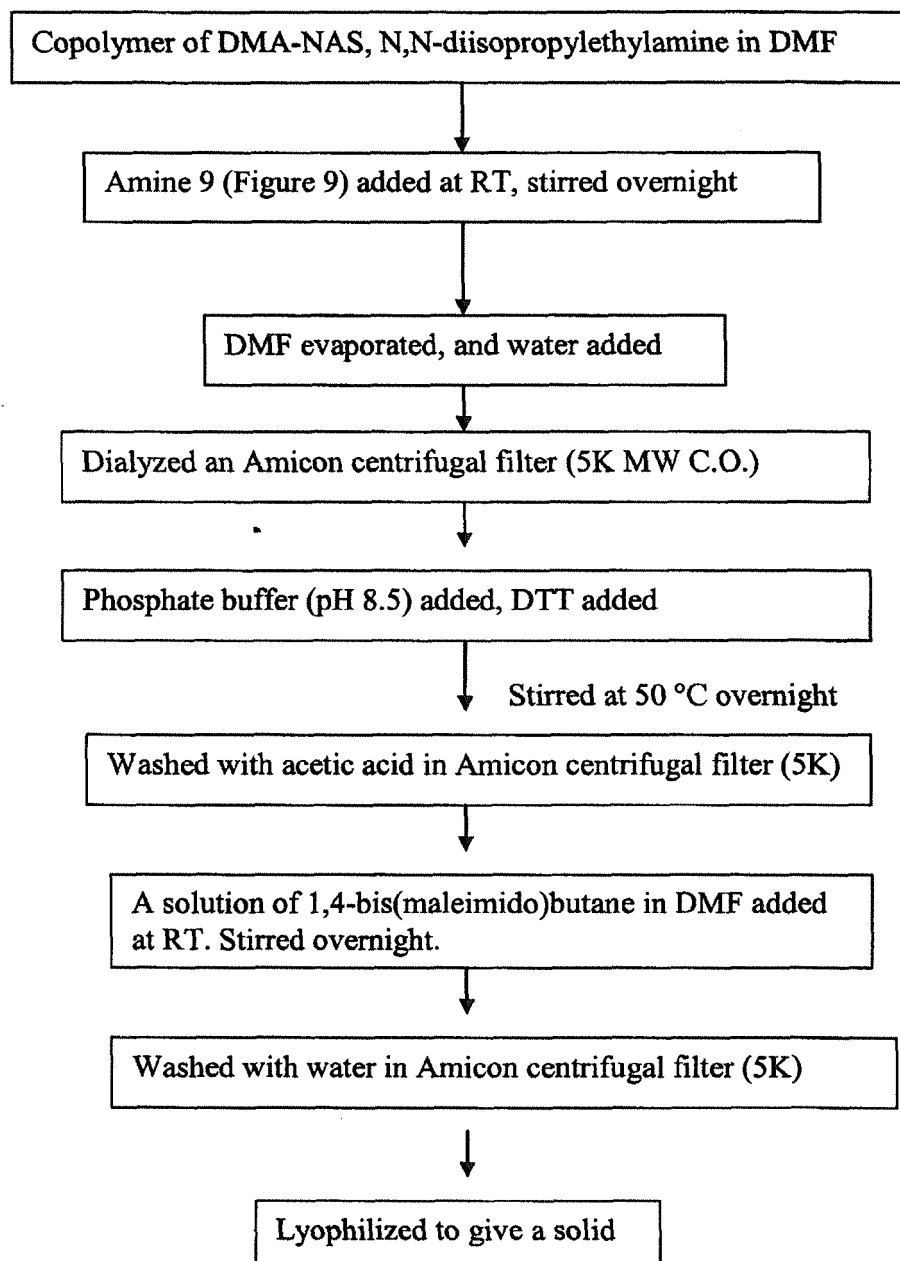 Copolymer of DMA-NAS, N,N-diisopropylethylamine in DMF
Amine 9 (Figure 9) added at RT, stirred overnight
DMF evaporated, and water added
Dialyzed an Amicon centrifugal filter (5K MW C.O.)
Phosphate buffer (pH 8.5) added, DTT added
Stirred at 50 °C overnight
Washed with acetic acid in Amicon centrifugal filter (5K)
A solution of 1,4-bis(maleimido)butane in DMF added
at RT. Stirred overnight.
Washed with water in Amicon centrifugal filter (5K)
Lyophilized to give a solid